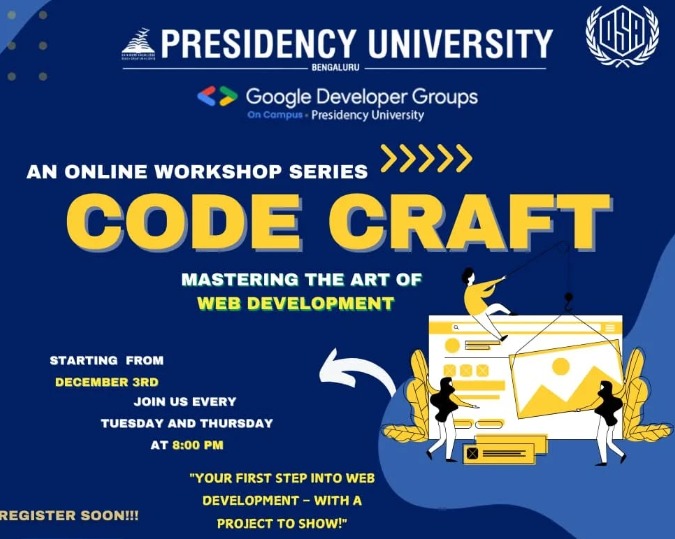 PRESIDENCY UNIVERSITY
BENGALURU
DSA
Google Developer Groups
On Campus • Presidency University
AN ONLINE WORKSHOP SERIES
CODE CRAFT
MASTERING THE ART OF
WEB DEVELOPMENT
STARTING FROM
DECEMBER 3RD
JOIN US EVERY
TUESDAY AND THURSDAY
AT 8:00 PM
"YOUR FIRST STEP INTO WEB
DEVELOPMENT – WITH A
PROJECT TO SHOW!"
REGISTER SOON!!!